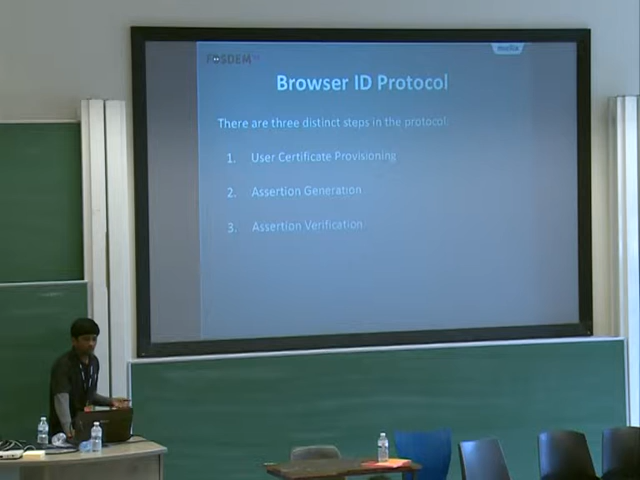 FOSDEM
mozilla
Browser ID Protocol
There are three distinct steps in the protocol.
1. User Certificate Provisioning
2. Assertion Generation
3. Assertion Verification